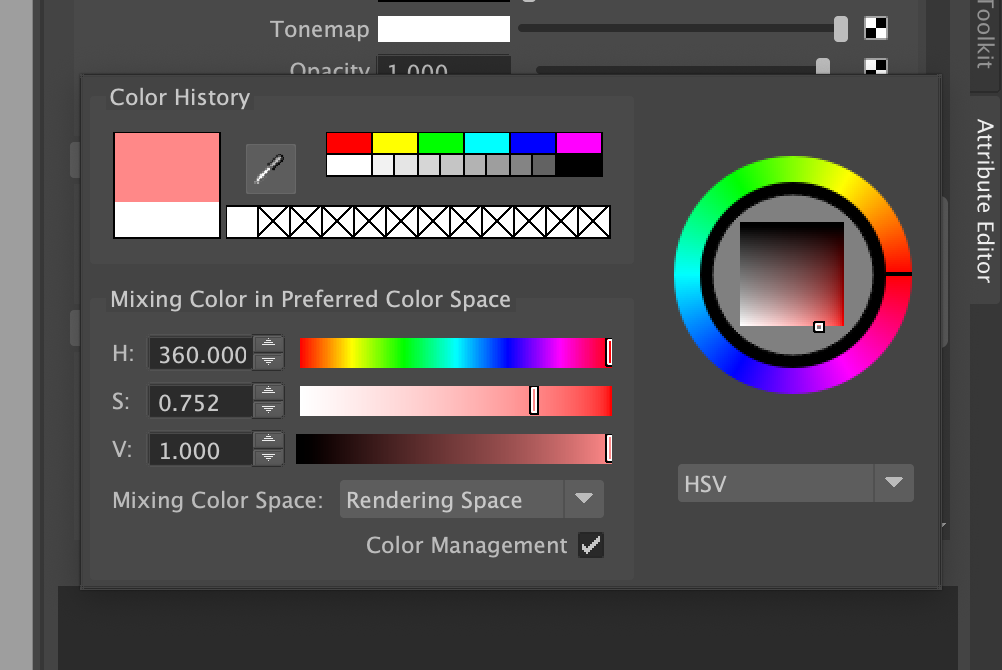 Tonemap
Opacity 1.000
Color History
Mixing Color in Preferred Color Space
H: 360.000
S: 0.752
V: 1.000
Mixing Color Space: Rendering Space
Color Management
HSV
Toolkit
Attribute Editor